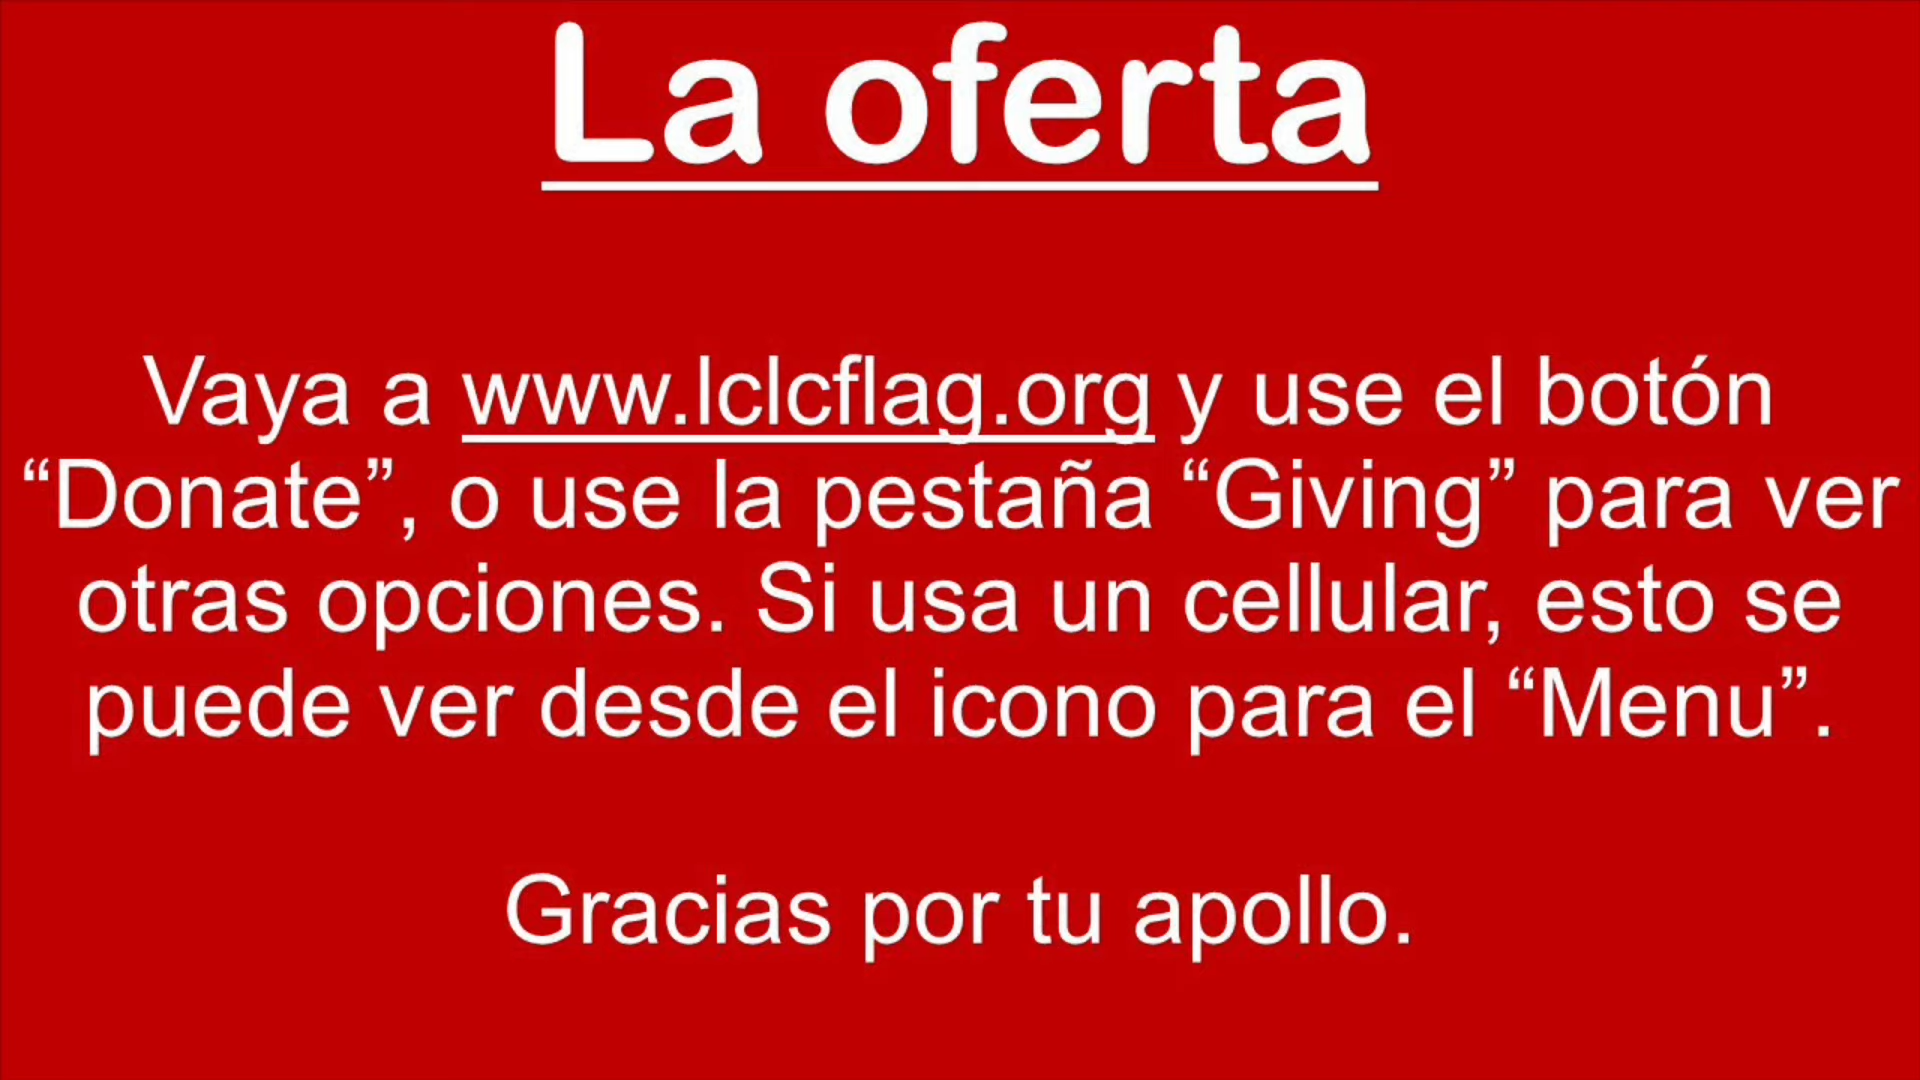 La oferta
Vaya a www.lclcflag.org y use el botón
“Donate”, o use la pestaña “Giving” para ver
otras opciones. Si usa un cellular, esto se
puede ver desde el icono para el “Menu”.
Gracias por tu apollo.